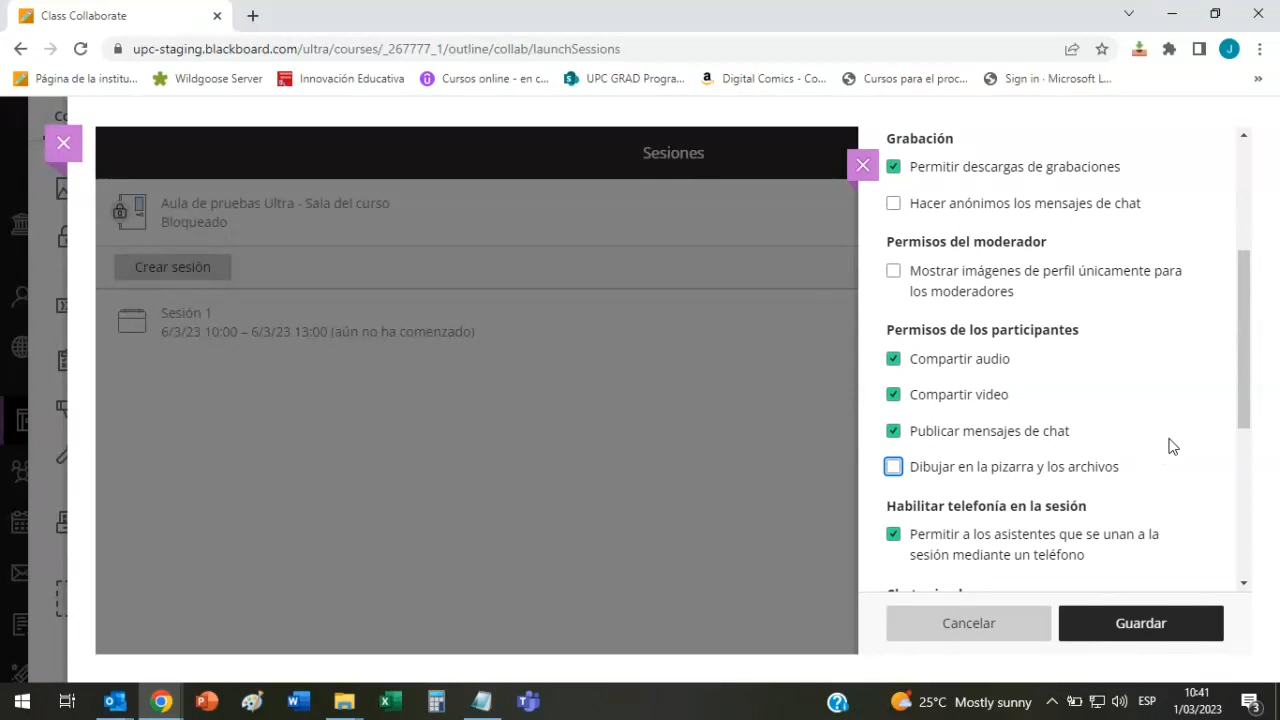 Class Collaborate
upc-staging.blackboard.com/ultra/courses/_267777_1/outline/collab/launchSessions
J
Página de la institu... Wildgoose Server Innovación Educativa Cursos online - en c... UPC GRAD Progra... Digital Comics - Co... Cursos para el proc... Sign in · Microsoft L... »
Sesiones
Aula de pruebas Ultra - Sala del curso
Bloqueado
Crear sesión
Sesión 1
6/3/23 10:00 – 6/3/23 13:00 (aún no ha comenzado)
Grabación
Permitir descargas de grabaciones
Hacer anónimos los mensajes de chat
Permisos del moderador
Mostrar imágenes de perfil únicamente para
los moderadores
Permisos de los participantes
Compartir audio
Compartir video
Publicar mensajes de chat
Dibujar en la pizarra y los archivos
Habilitar telefonía en la sesión
Permitir a los asistentes que se unan a la
sesión mediante un teléfono
Cancelar
Guardar
25°C Mostly sunny
ESP
10:41
1/03/2023
3